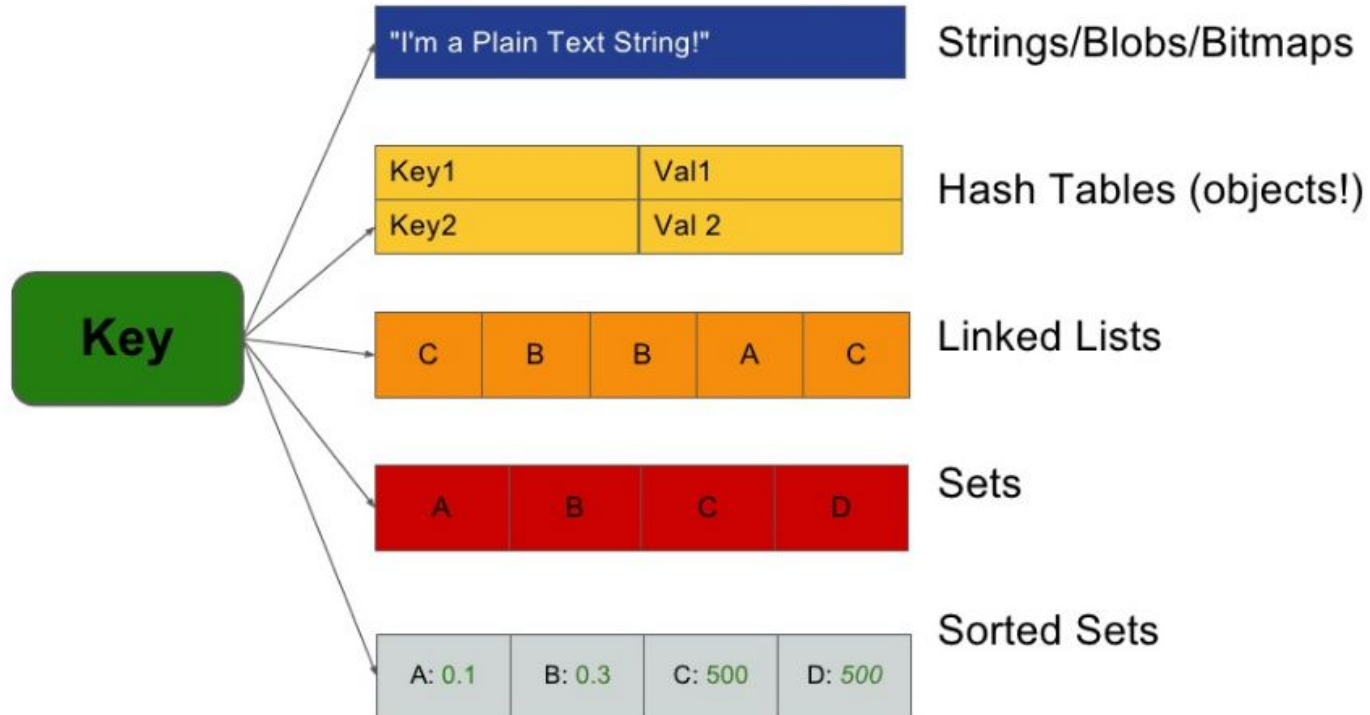 "I'm a Plain Text String!"
Strings/Blobs/Bitmaps
Key1 Val1
Key2 Val 2
Hash Tables (objects!)
Key
C B B A C
Linked Lists
A B C D
Sets
A: 0.1 B: 0.3 C: 500 D: 500
Sorted Sets